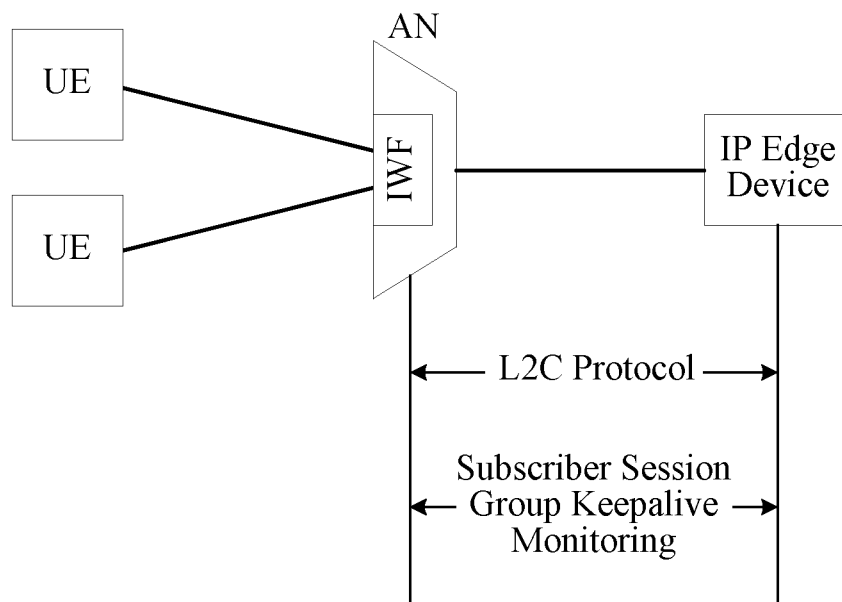 AN
UE
IWF
IP Edge
Device
UE
L2C Protocol
Subscriber Session
Group Keepalive
Monitoring